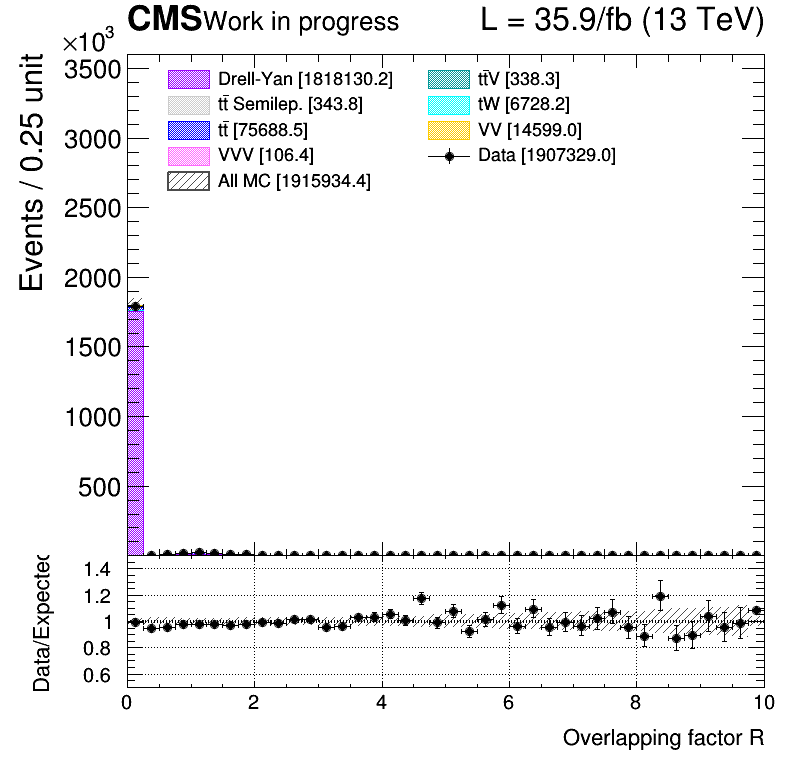 CMS Work in progress L = 35.9/fb (13 TeV)
×10³
Events / 0.25 unit
3500
3000
2500
2000
1500
1000
500
Drell-Yan [1818130.2]
tt̄ Semilep. [343.8]
tt̄ [75688.5]
VVV [106.4]
All MC [1915934.4]
tt̄V [338.3]
tW [6728.2]
VV [14599.0]
Data [1907329.0]
Data/Expected
1.4
1.2
1
0.8
0.6
0 2 4 6 8 10
Overlapping factor R